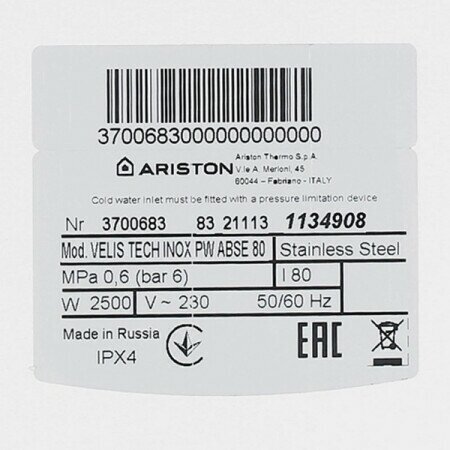 3700683000000000000
ARISTON
Ariston Thermo S.p.A.
V.le A. Merloni, 45
60044 – Fabriano - ITALY
Cold water inlet must be fitted with a pressure limitation device
Nr 3700683 83 21113 1134908
Mod. VELIS TECH INOX PW ABSE 80 Stainless Steel
MPa 0,6 (bar 6) l 80
W 2500 V ~ 230 50/60 Hz
Made in Russia
IPX4
EAC